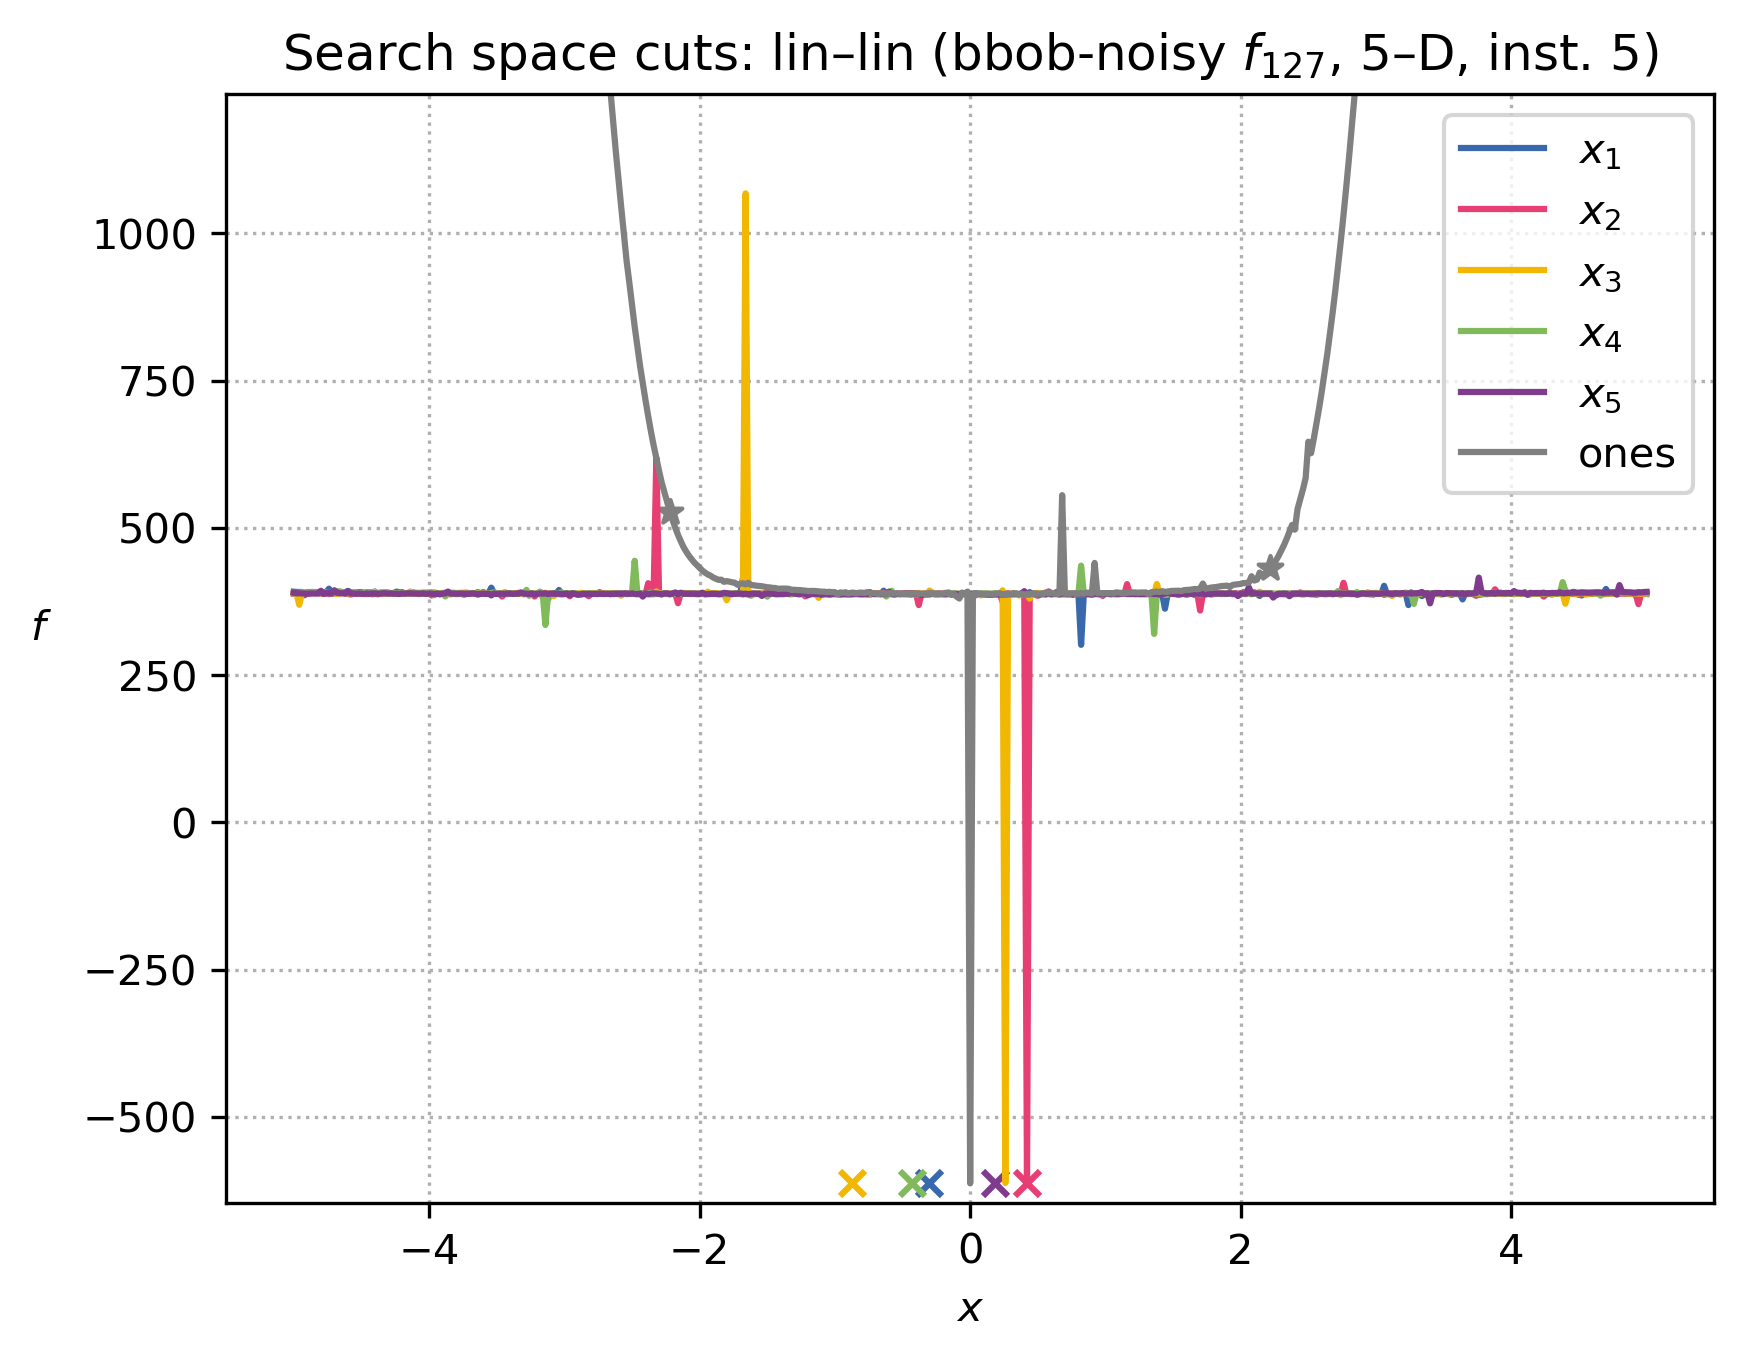 Search space cuts: lin–lin (bbob-noisy f₁₂₇, 5–D, inst. 5)
x₁
x₂
x₃
x₄
x₅
ones
1000
750
500
250
0
−250
−500
f
−4
−2
0
2
4
x